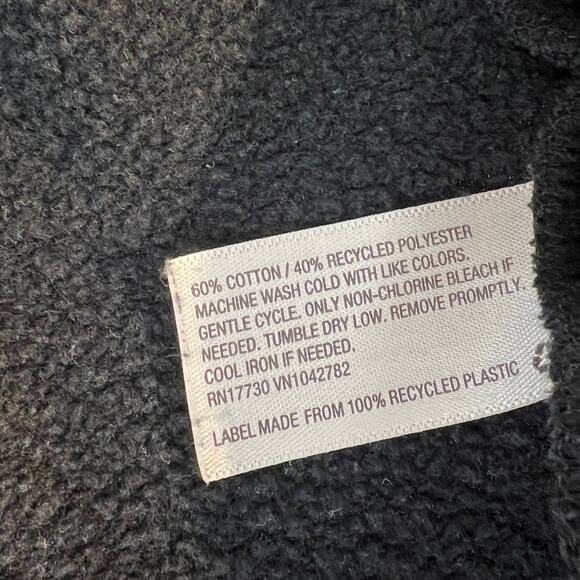 60% COTTON / 40% RECYCLED POLYESTER
MACHINE WASH COLD WITH LIKE COLORS.
GENTLE CYCLE. ONLY NON-CHLORINE BLEACH IF
NEEDED. TUMBLE DRY LOW. REMOVE PROMPTLY.
COOL IRON IF NEEDED.
RN17730 VN1042782
LABEL MADE FROM 100% RECYCLED PLASTIC